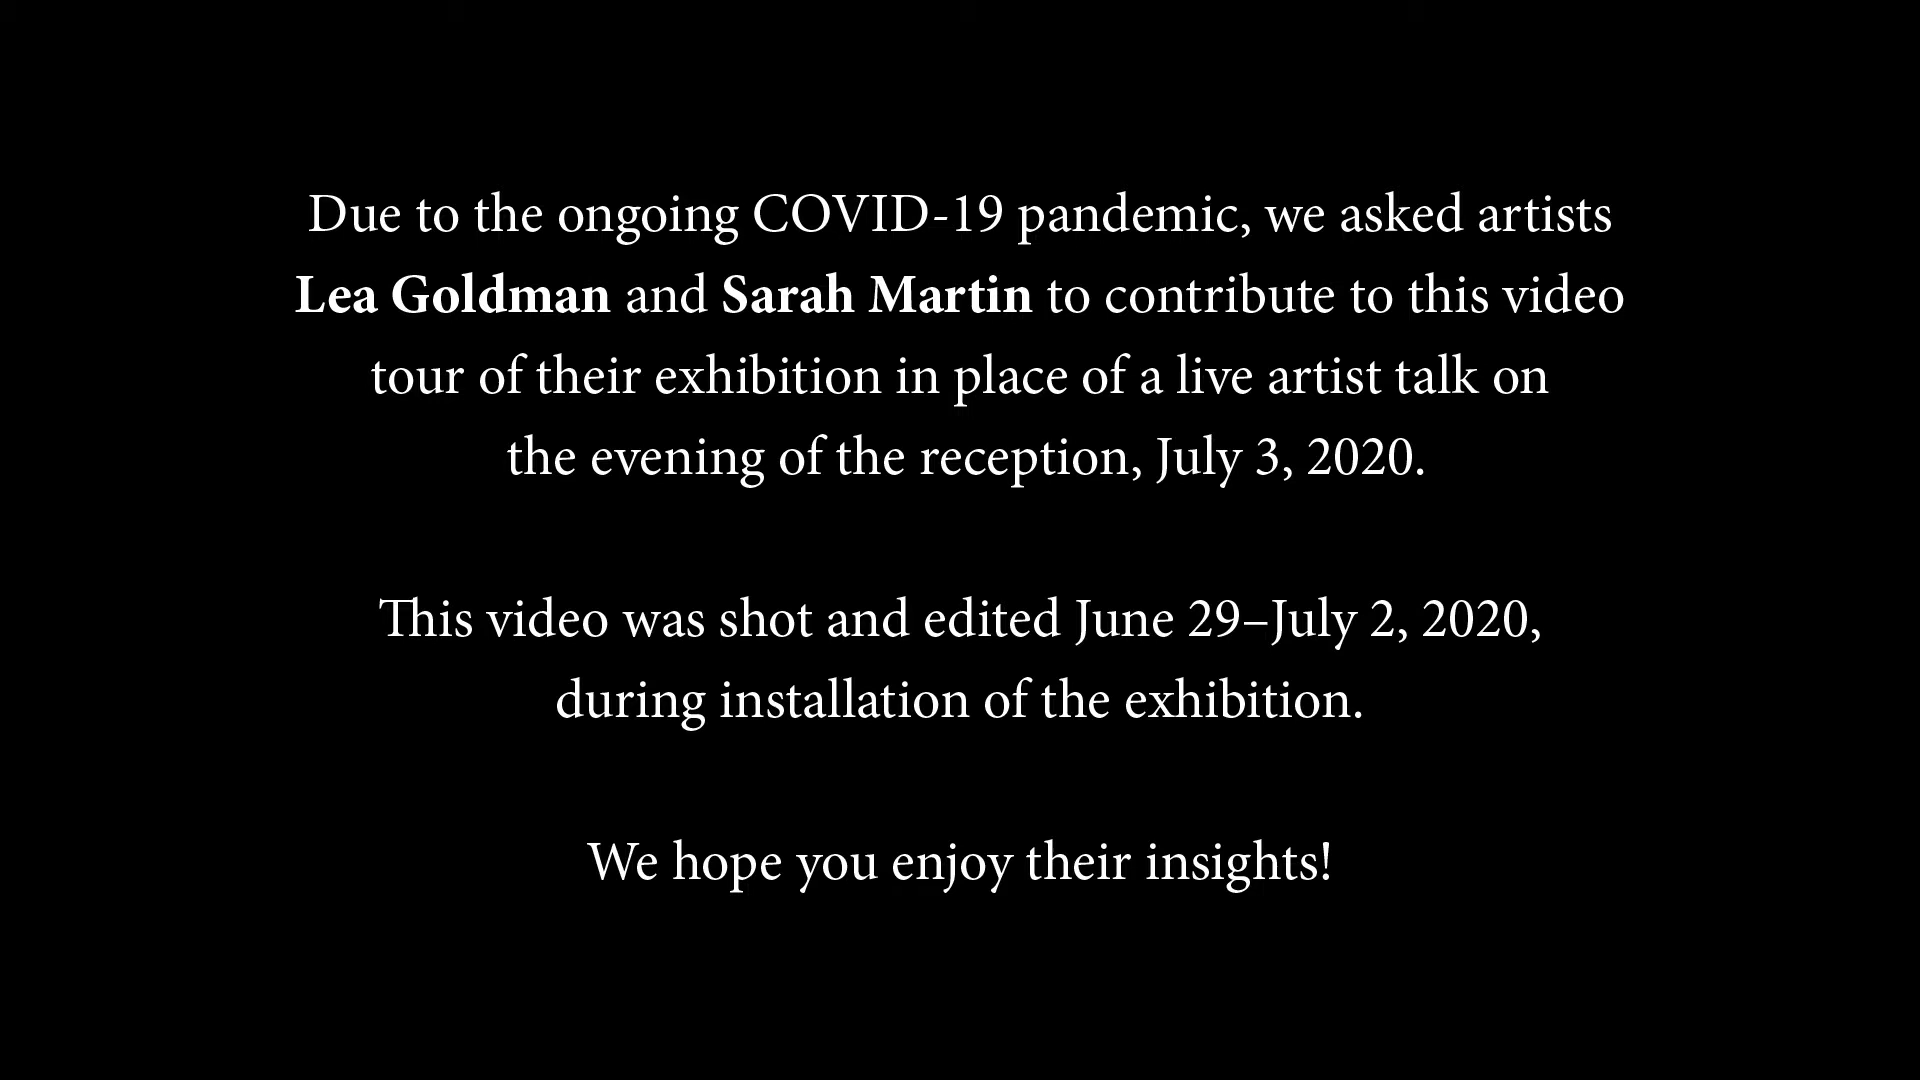 Due to the ongoing COVID-19 pandemic, we asked artists
Lea Goldman and Sarah Martin to contribute to this video
tour of their exhibition in place of a live artist talk on
the evening of the reception, July 3, 2020.
This video was shot and edited June 29–July 2, 2020,
during installation of the exhibition.
We hope you enjoy their insights!